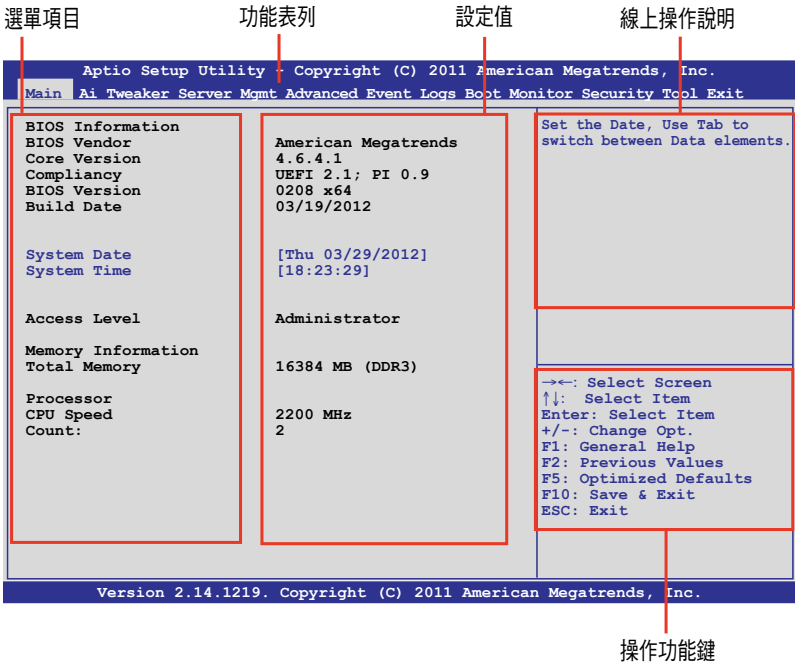 選單項目 功能表列 設定值 線上操作說明
Aptio Setup Utility - Copyright (C) 2011 American Megatrends, Inc.
Main Ai Tweaker Server Mgmt Advanced Event Logs Boot Monitor Security Tool Exit
BIOS Information
BIOS Vendor American Megatrends
Core Version 4.6.4.1
Compliancy UEFI 2.1; PI 0.9
BIOS Version 0208 x64
Build Date 03/19/2012
System Date [Thu 03/29/2012]
System Time [18:23:29]
Access Level Administrator
Memory Information
Total Memory 16384 MB (DDR3)
Processor
CPU Speed 2200 MHz
Count: 2
Set the Date, Use Tab to
switch between Data elements.
→←: Select Screen
↑↓: Select Item
Enter: Select Item
+/-: Change Opt.
F1: General Help
F2: Previous Values
F5: Optimized Defaults
F10: Save & Exit
ESC: Exit
Version 2.14.1219. Copyright (C) 2011 American Megatrends, Inc.
操作功能鍵